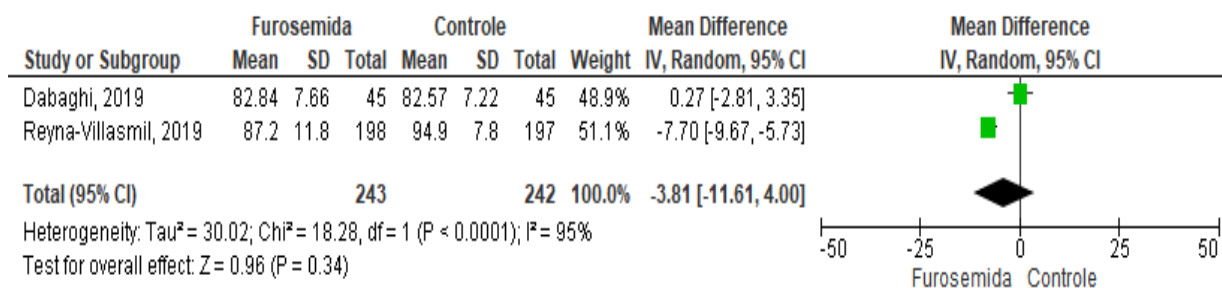 Furosemida Controle Mean Difference Mean Difference
Study or Subgroup Mean SD Total Mean SD Total Weight IV, Random, 95% CI IV, Random, 95% CI
Dabaghi, 2019 82.84 7.66 45 82.57 7.22 45 48.9% 0.27 [-2.81, 3.35]
Reyna-Villasmil, 2019 87.2 11.8 198 94.9 7.8 197 51.1% -7.70 [-9.67, -5.73]
Total (95% CI) 243 242 100.0% -3.81 [-11.61, 4.00]
Heterogeneity: Tau² = 30.02; Chi² = 18.28, df = 1 (P < 0.0001); I² = 95%
Test for overall effect: Z = 0.96 (P = 0.34)
-50 -25 0 25 50
Furosemida Controle